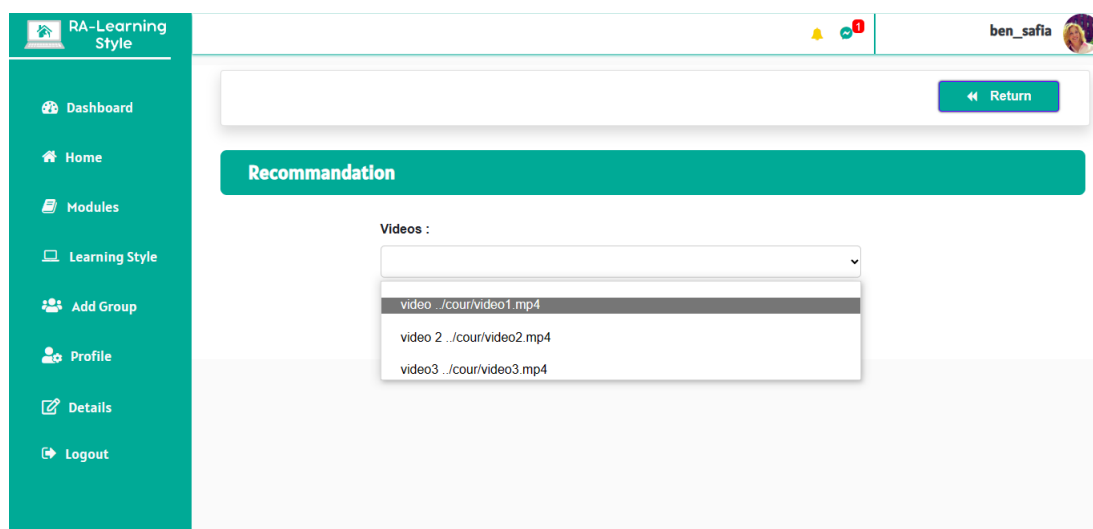 RA-Learning
Style
1
ben_safia
Dashboard
Return
Home
Recommandation
Modules
Videos :
Learning Style
video ../cour/video1.mp4
Add Group
video 2 ../cour/video2.mp4
Profile
video3 ../cour/video3.mp4
Details
Logout